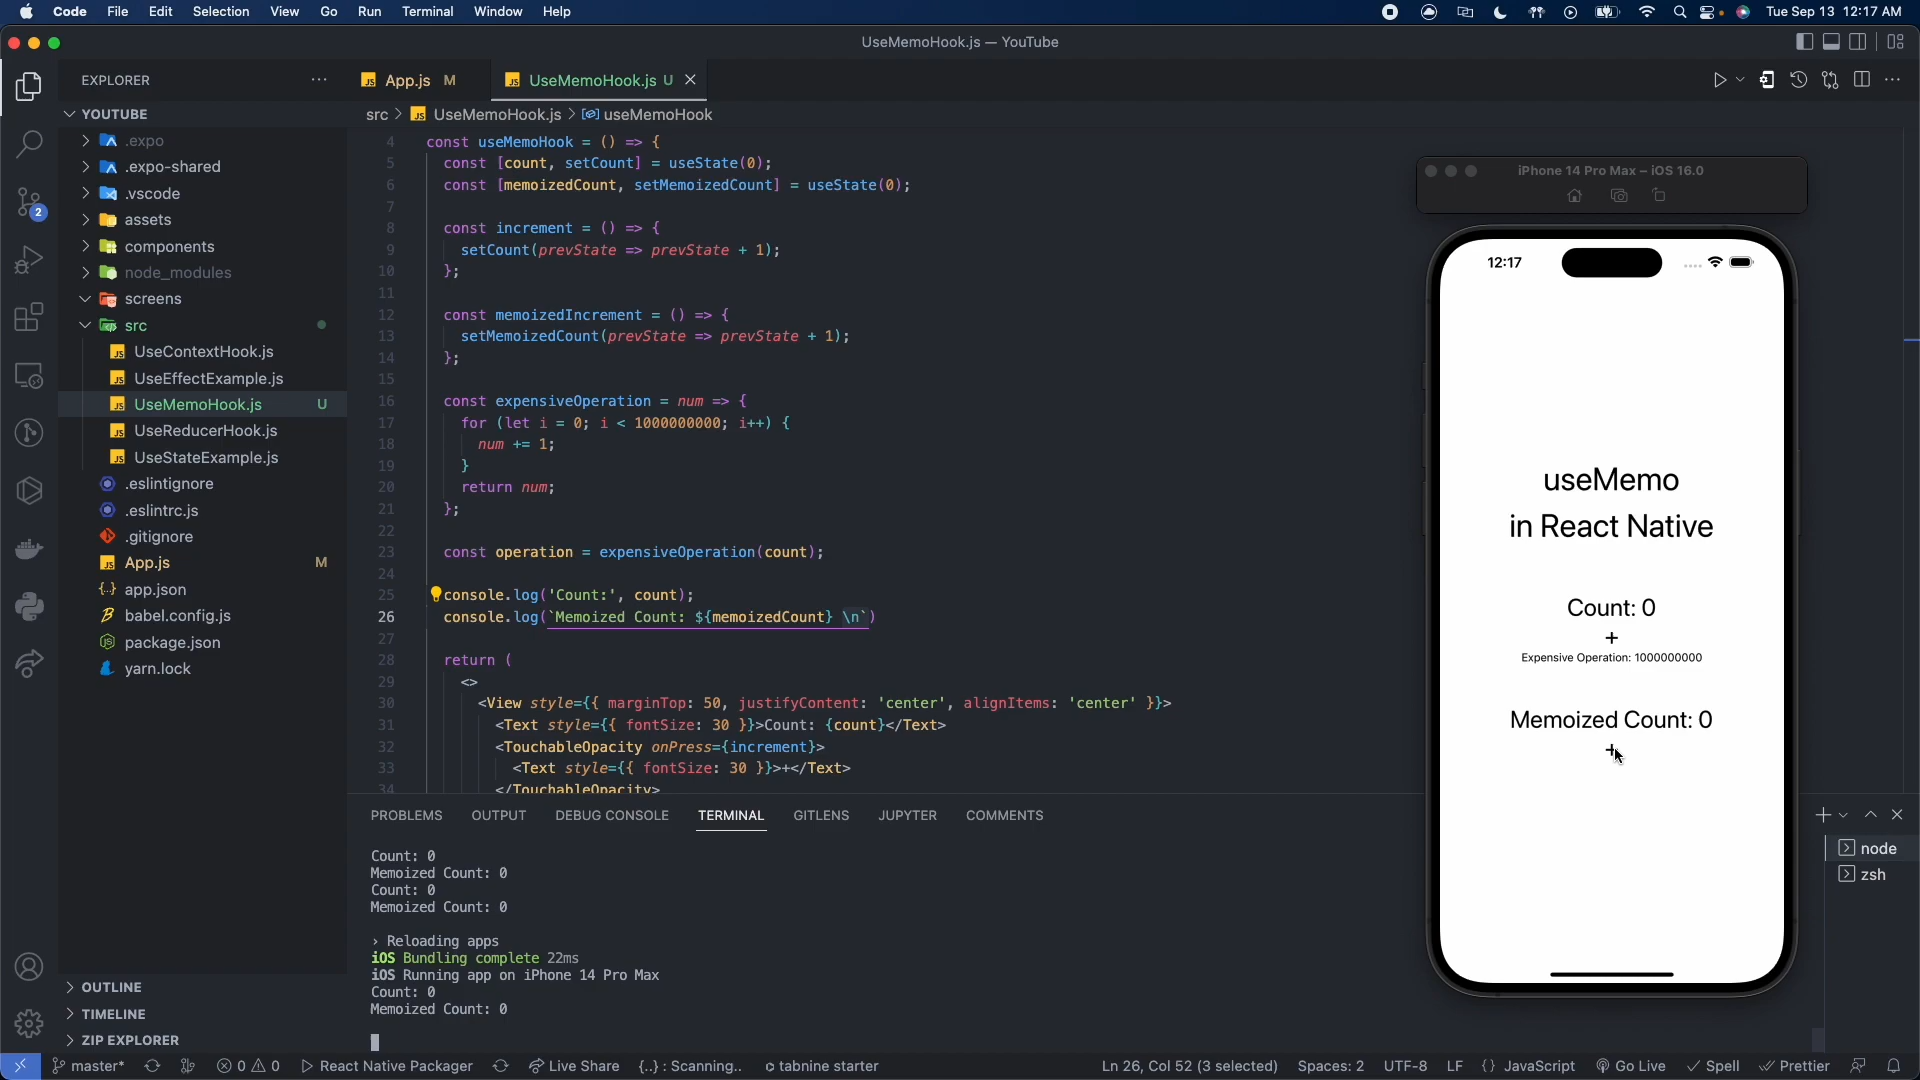 Code File Edit Selection View Go Run Terminal Window Help Tue Sep 13 12:17 AM
UseMemoHook.js — YouTube
EXPLORER
App.js M
UseMemoHook.js U
YOUTUBE
src > UseMemoHook.js > useMemoHook
.expo
.expo-shared
.vscode
assets
components
node_modules
screens
src
UseContextHook.js
UseEffectExample.js
UseMemoHook.js U
UseReducerHook.js
UseStateExample.js
.eslintignore
.eslintrc.js
.gitignore
App.js M
app.json
babel.config.js
package.json
yarn.lock
OUTLINE
TIMELINE
ZIP EXPLORER
2
4 const useMemoHook = () => {
5 const [count, setCount] = useState(0);
6 const [memoizedCount, setMemoizedCount] = useState(0);
7
8 const increment = () => {
9 setCount(prevState => prevState + 1);
10 };
11
12 const memoizedIncrement = () => {
13 setMemoizedCount(prevState => prevState + 1);
14 };
15
16 const expensiveOperation = num => {
17 for (let i = 0; i < 1000000000; i++) {
18 num += 1;
19 }
20 return num;
21 };
22
23 const operation = expensiveOperation(count);
24
25 console.log('Count:', count);
26 console.log(`Memoized Count: ${memoizedCount} \n`)
27
28 return (
29 <>
30 <View style={{ marginTop: 50, justifyContent: 'center', alignItems: 'center' }}>
31 <Text style={{ fontSize: 30 }}>Count: {count}</Text>
32 <TouchableOpacity onPress={increment}>
33 <Text style={{ fontSize: 30 }}>+</Text>
34 </TouchableOpacity>
iPhone 14 Pro Max – iOS 16.0
12:17
useMemo
in React Native
Count: 0
+
Expensive Operation: 1000000000
Memoized Count: 0
+
PROBLEMS OUTPUT DEBUG CONSOLE TERMINAL GITLENS JUPYTER COMMENTS
Count: 0
Memoized Count: 0
Count: 0
Memoized Count: 0
› Reloading apps
iOS Bundling complete 22ms
iOS Running app on iPhone 14 Pro Max
Count: 0
Memoized Count: 0
node
zsh
master* 0 0 React Native Packager Live Share {..} : Scanning.. tabnine starter Ln 26, Col 52 (3 selected) Spaces: 2 UTF-8 LF {} JavaScript Go Live Spell Prettier